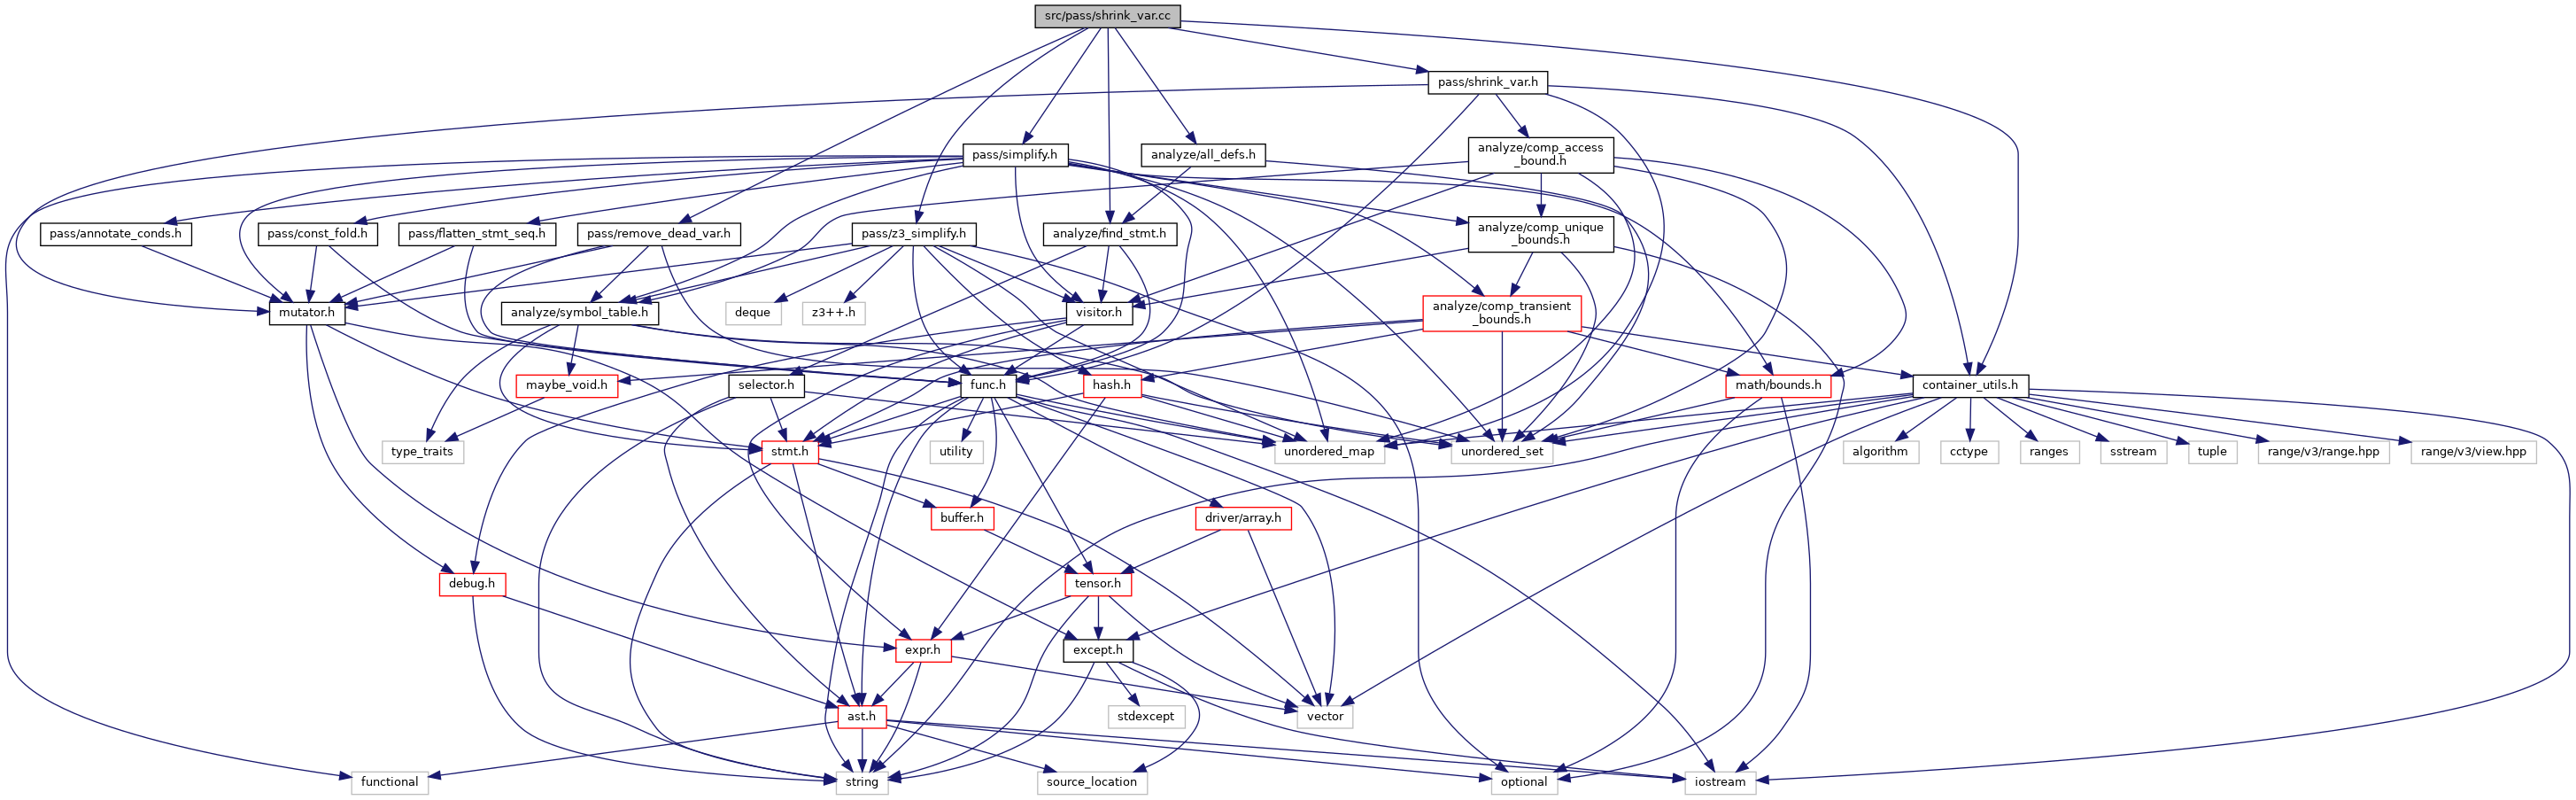 src/pass/shrink_var.cc
pass/shrink_var.h
pass/simplify.h
analyze/all_defs.h
analyze/comp_access
_bound.h
pass/annotate_conds.h
pass/const_fold.h
pass/flatten_stmt_seq.h
pass/remove_dead_var.h
pass/z3_simplify.h
analyze/find_stmt.h
analyze/comp_unique
_bounds.h
mutator.h
analyze/symbol_table.h
deque
z3++.h
visitor.h
analyze/comp_transient
_bounds.h
maybe_void.h
selector.h
func.h
hash.h
math/bounds.h
container_utils.h
type_traits
stmt.h
utility
unordered_map
unordered_set
algorithm
cctype
ranges
sstream
tuple
range/v3/range.hpp
range/v3/view.hpp
buffer.h
driver/array.h
debug.h
tensor.h
expr.h
except.h
ast.h
stdexcept
vector
functional
string
source_location
optional
iostream